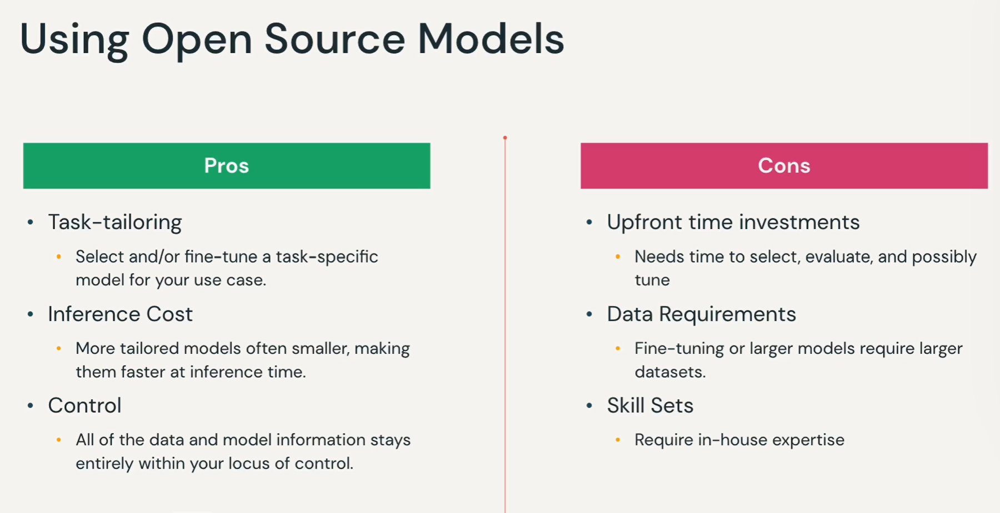 Using Open Source Models
Pros
• Task-tailoring
• Select and/or fine-tune a task-specific
model for your use case.
• Inference Cost
• More tailored models often smaller, making
them faster at inference time.
• Control
• All of the data and model information stays
entirely within your locus of control.
Cons
• Upfront time investments
• Needs time to select, evaluate, and possibly
tune
• Data Requirements
• Fine-tuning or larger models require larger
datasets.
• Skill Sets
• Require in-house expertise